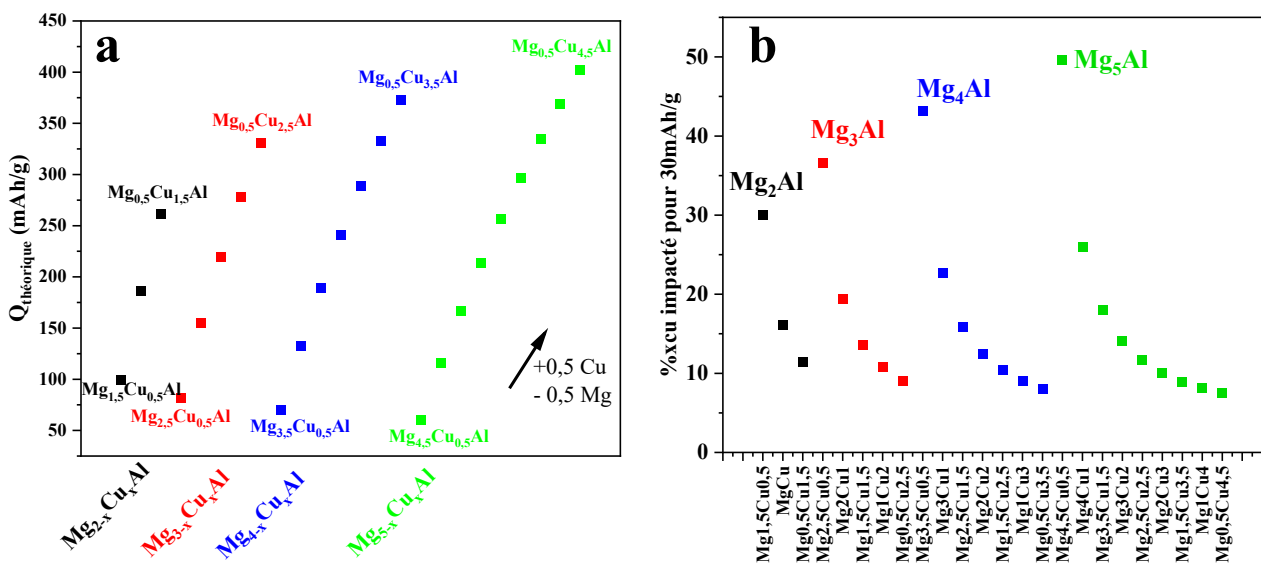 a
450
400
350
300
250
200
150
100
50
Q théorique (mAh/g)
Mg0,5Cu1,5Al
Mg1,5Cu0,5Al
Mg0,5Cu2,5Al
Mg2,5Cu0,5Al
Mg0,5Cu3,5Al
Mg3,5Cu0,5Al
Mg0,5Cu4,5Al
Mg4,5Cu0,5Al
+0,5 Cu
- 0,5 Mg
Mg2-xCuxAl
Mg3-xCuxAl
Mg4-xCuxAl
Mg5-xCuxAl
b
50
40
30
20
10
0
%xcu impacté pour 30mAh/g
Mg2Al
Mg3Al
Mg4Al
Mg5Al
Mg1,5Cu0,5
MgCu
Mg0,5Cu1,5
Mg2,5Cu0,5
Mg2Cu1
Mg1,5Cu1,5
Mg1Cu2
Mg0,5Cu2,5
Mg3,5Cu0,5
Mg3Cu1
Mg2,5Cu1,5
Mg2Cu2
Mg1,5Cu2,5
Mg1Cu3
Mg0,5Cu3,5
Mg4,5Cu0,5
Mg4Cu1
Mg3,5Cu1,5
Mg3Cu2
Mg2,5Cu2,5
Mg2Cu3
Mg1,5Cu3,5
Mg1Cu4
Mg0,5Cu4,5